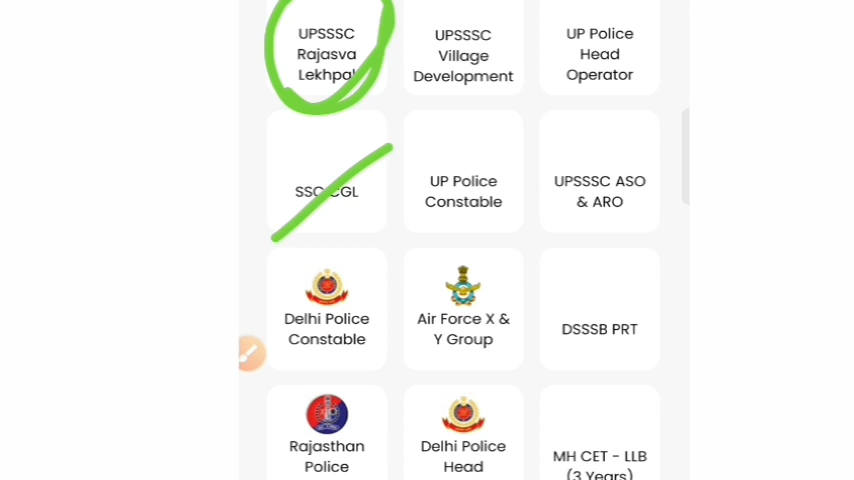 UPSSSC
Rajasva
Lekhpal
UPSSSC
Village
Development
UP Police
Head
Operator
SSC CGL
UP Police
Constable
UPSSSC ASO
& ARO
Delhi Police
Constable
Air Force X &
Y Group
DSSSB PRT
Rajasthan
Police
Delhi Police
Head
MH CET - LLB
(3 Years)